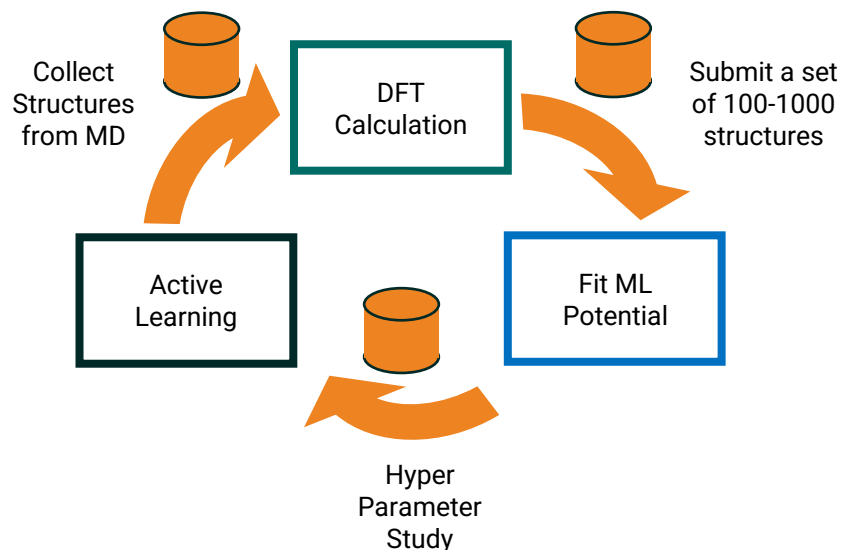 Collect
Structures
from MD
DFT
Calculation
Submit a set
of 100-1000
structures
Active
Learning
Fit ML
Potential
Hyper
Parameter
Study